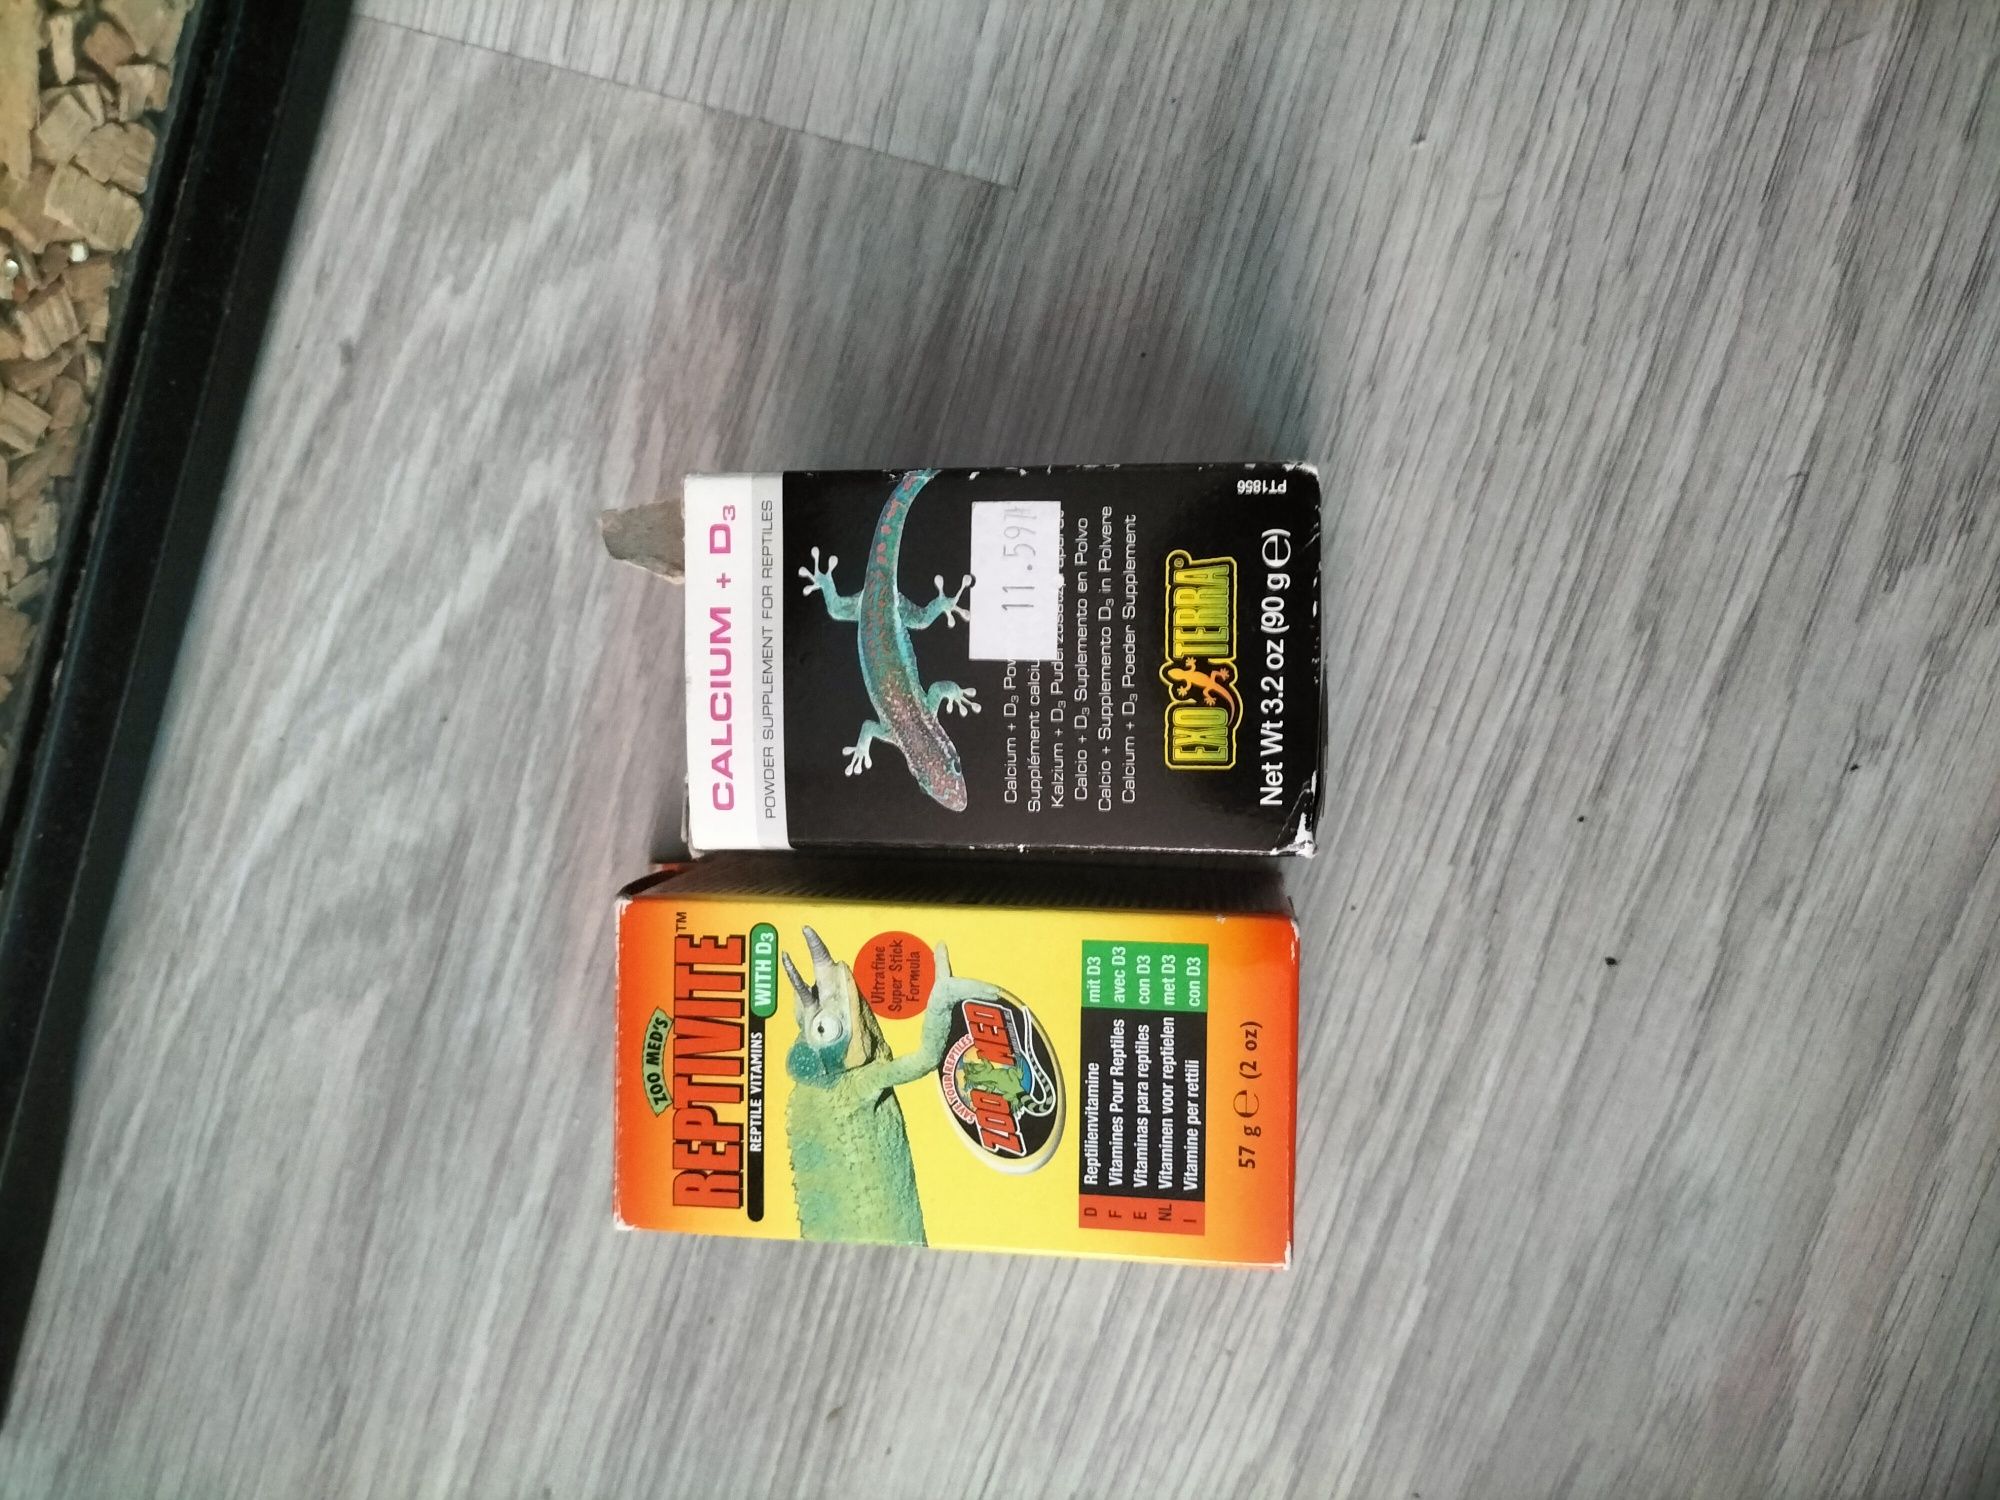 ZOO MED'S
REPTIVITE™
REPTILE VITAMINS WITH D3
Ultrafine
Super Stick
Formula
SAVE YOUR REPTILES
ZOO MED
D Reptilienvitamine mit D3
F Vitamines Pour Reptiles avec D3
E Vitaminas para reptiles con D3
NL Vitaminen voor reptielen met D3
I Vitamine per rettili con D3
57 g ℮ (2 oz)
CALCIUM + D₃
POWDER SUPPLEMENT FOR REPTILES
11.59
Calcium + D₃
Supplément
Kalzium + D₃
Calcio + D₃ Suplemento en Polvo
Calcio + Supplemento D₃ in Polvere
Calcium + D₃ Poeder Supplement
EXO TERRA®
Net Wt 3.2 oz (90 g ℮)
PT1856